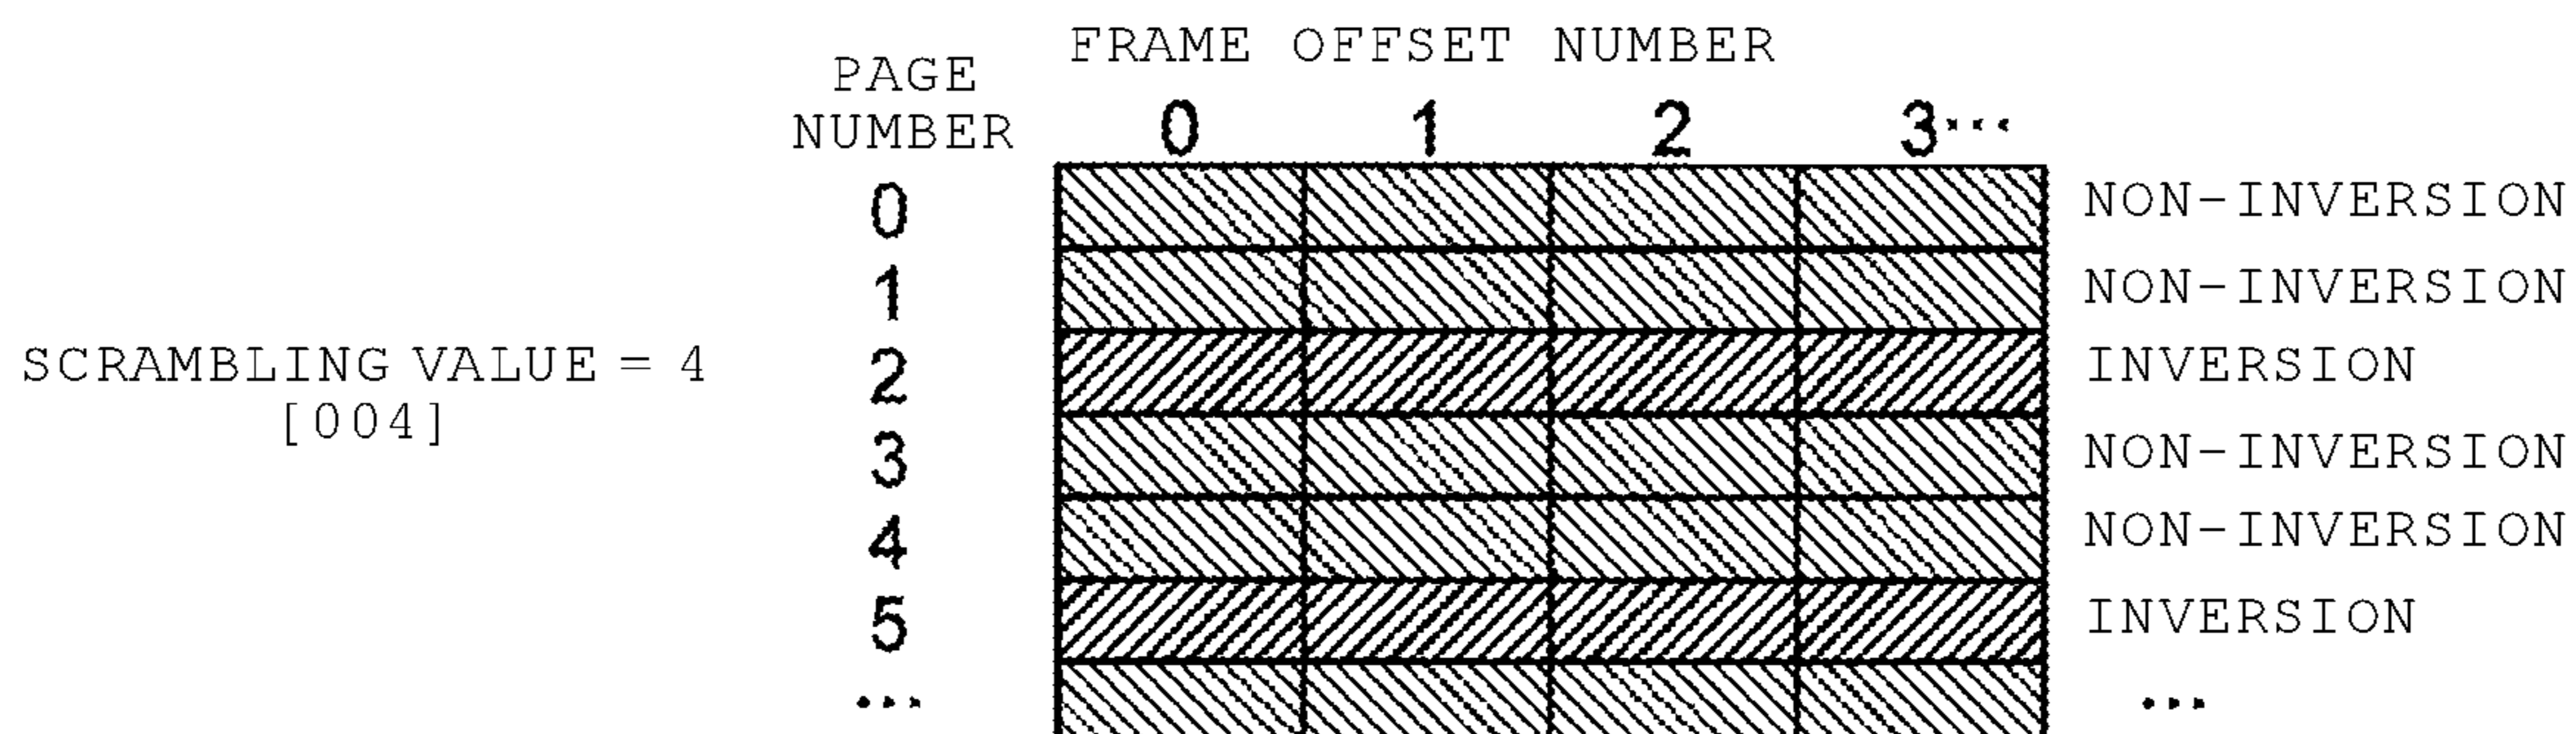 FRAME OFFSET NUMBER
PAGE
NUMBER
0 1 2 3...
0 NON-INVERSION
1 NON-INVERSION
SCRAMBLING VALUE = 4
[004]
2 INVERSION
3 NON-INVERSION
4 NON-INVERSION
5 INVERSION
... ...